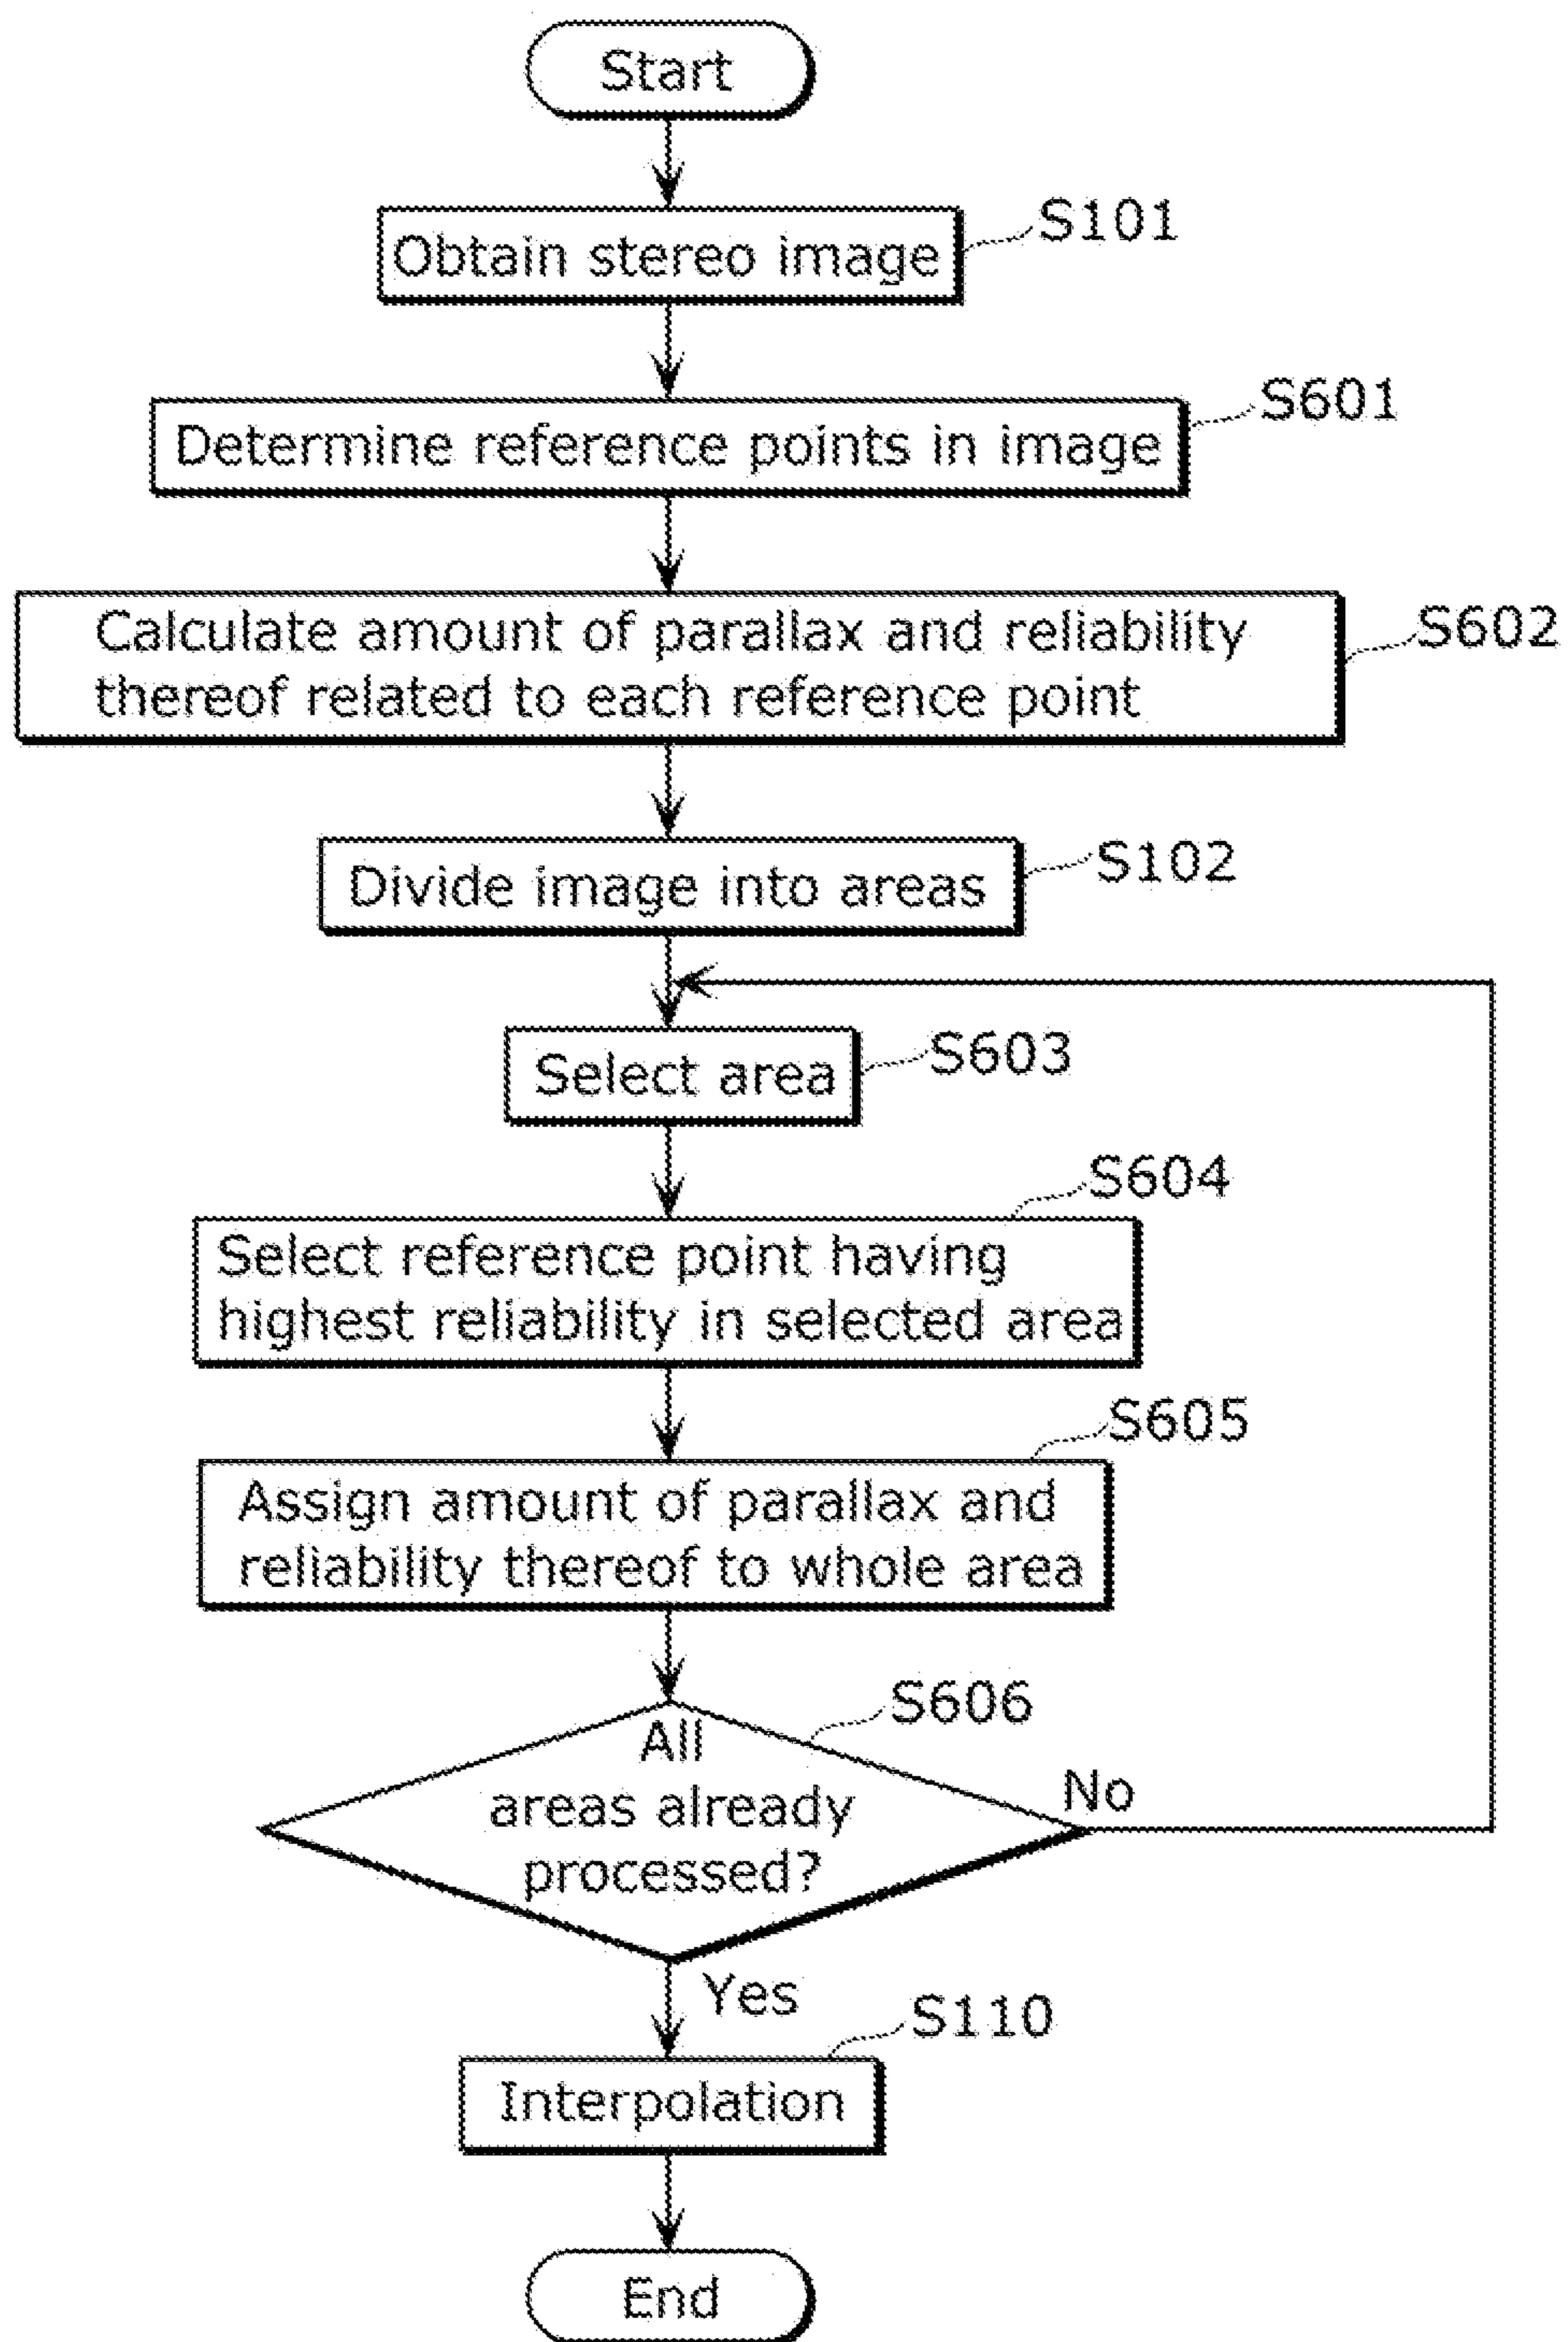 Start
S101
Obtain stereo image
S601
Determine reference points in image
S602
Calculate amount of parallax and reliability
thereof related to each reference point
S102
Divide image into areas
S603
Select area
S604
Select reference point having
highest reliability in selected area
S605
Assign amount of parallax and
reliability thereof to whole area
S606
All
areas already
processed?
No
Yes
S110
Interpolation
End